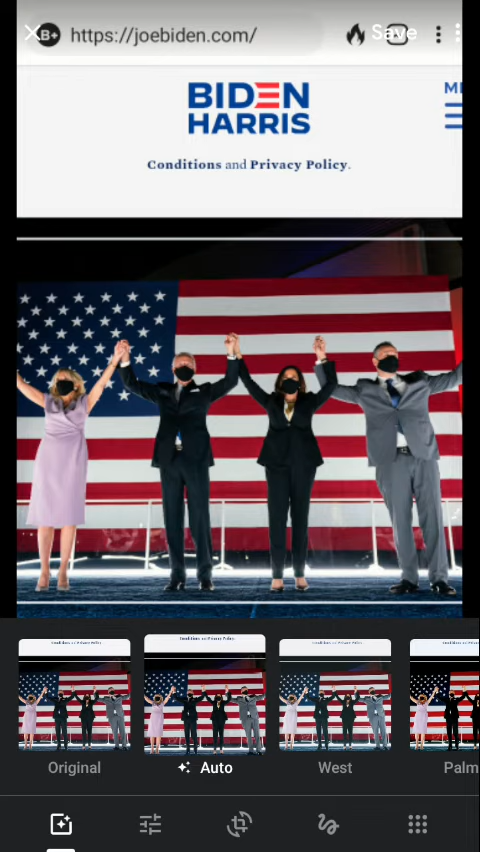 B+ https://joebiden.com/ Save
BIDEN
HARRIS
Conditions and Privacy Policy.
Original Auto West Palm